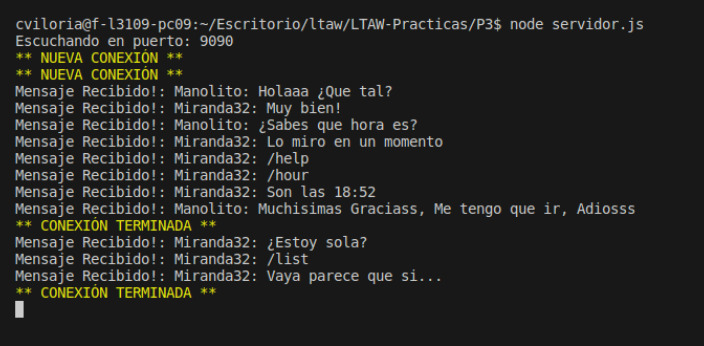 cviloria@f-l3109-pc09:~/Escritorio/ltaw/LTAW-Practicas/P3$ node servidor.js
Escuchando en puerto: 9090
** NUEVA CONEXIÓN **
** NUEVA CONEXIÓN **
Mensaje Recibido!: Manolito: Holaaa ¿Que tal?
Mensaje Recibido!: Miranda32: Muy bien!
Mensaje Recibido!: Manolito: ¿Sabes que hora es?
Mensaje Recibido!: Miranda32: Lo miro en un momento
Mensaje Recibido!: Miranda32: /help
Mensaje Recibido!: Miranda32: /hour
Mensaje Recibido!: Miranda32: Son las 18:52
Mensaje Recibido!: Manolito: Muchisimas Graciass, Me tengo que ir, Adiosss
** CONEXIÓN TERMINADA **
Mensaje Recibido!: Miranda32: ¿Estoy sola?
Mensaje Recibido!: Miranda32: /list
Mensaje Recibido!: Miranda32: Vaya parece que si...
** CONEXIÓN TERMINADA **